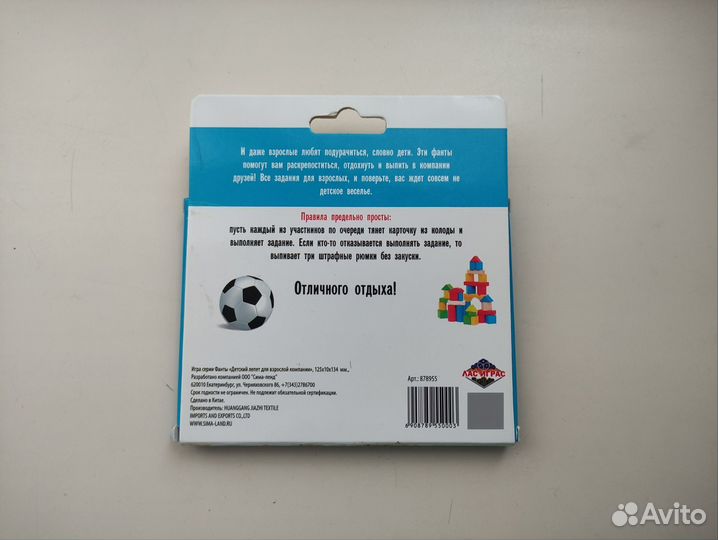 И даже взрослые любят подурачиться, словно дети. Эти фанты
помогут вам раскрепоститься, отдохнуть и выпить в компании
друзей! Все задания для взрослых, и поверьте, вас ждет совсем не
детское веселье.
Правила предельно просты:
пусть каждый из участников по очереди тянет карточку из колоды и
выполняет задание. Если кто-то отказывается выполнять задание, то
выпивает три штрафные рюмки без закуски.
Отличного отдыха!
Игра серии Фанты «Детский лепет для взрослой компании», 125х10х134 мм.,
Разработано компанией ООО "Сима-ленд"
620010 Екатеринбург, ул. Черняховского 86, +7(343)2786700
Срок годности не ограничен. Не подлежит обязательной сертификации.
Сделано в Китае.
Производитель: HUANGGANG JIAZHI TEXTILE
IMPORTS AND EXPORTS CO.,LTD
WWW.SIMA-LAND.RU
Арт.: 878955
6 908789 550003
ЛАС ИГРАС
Avito